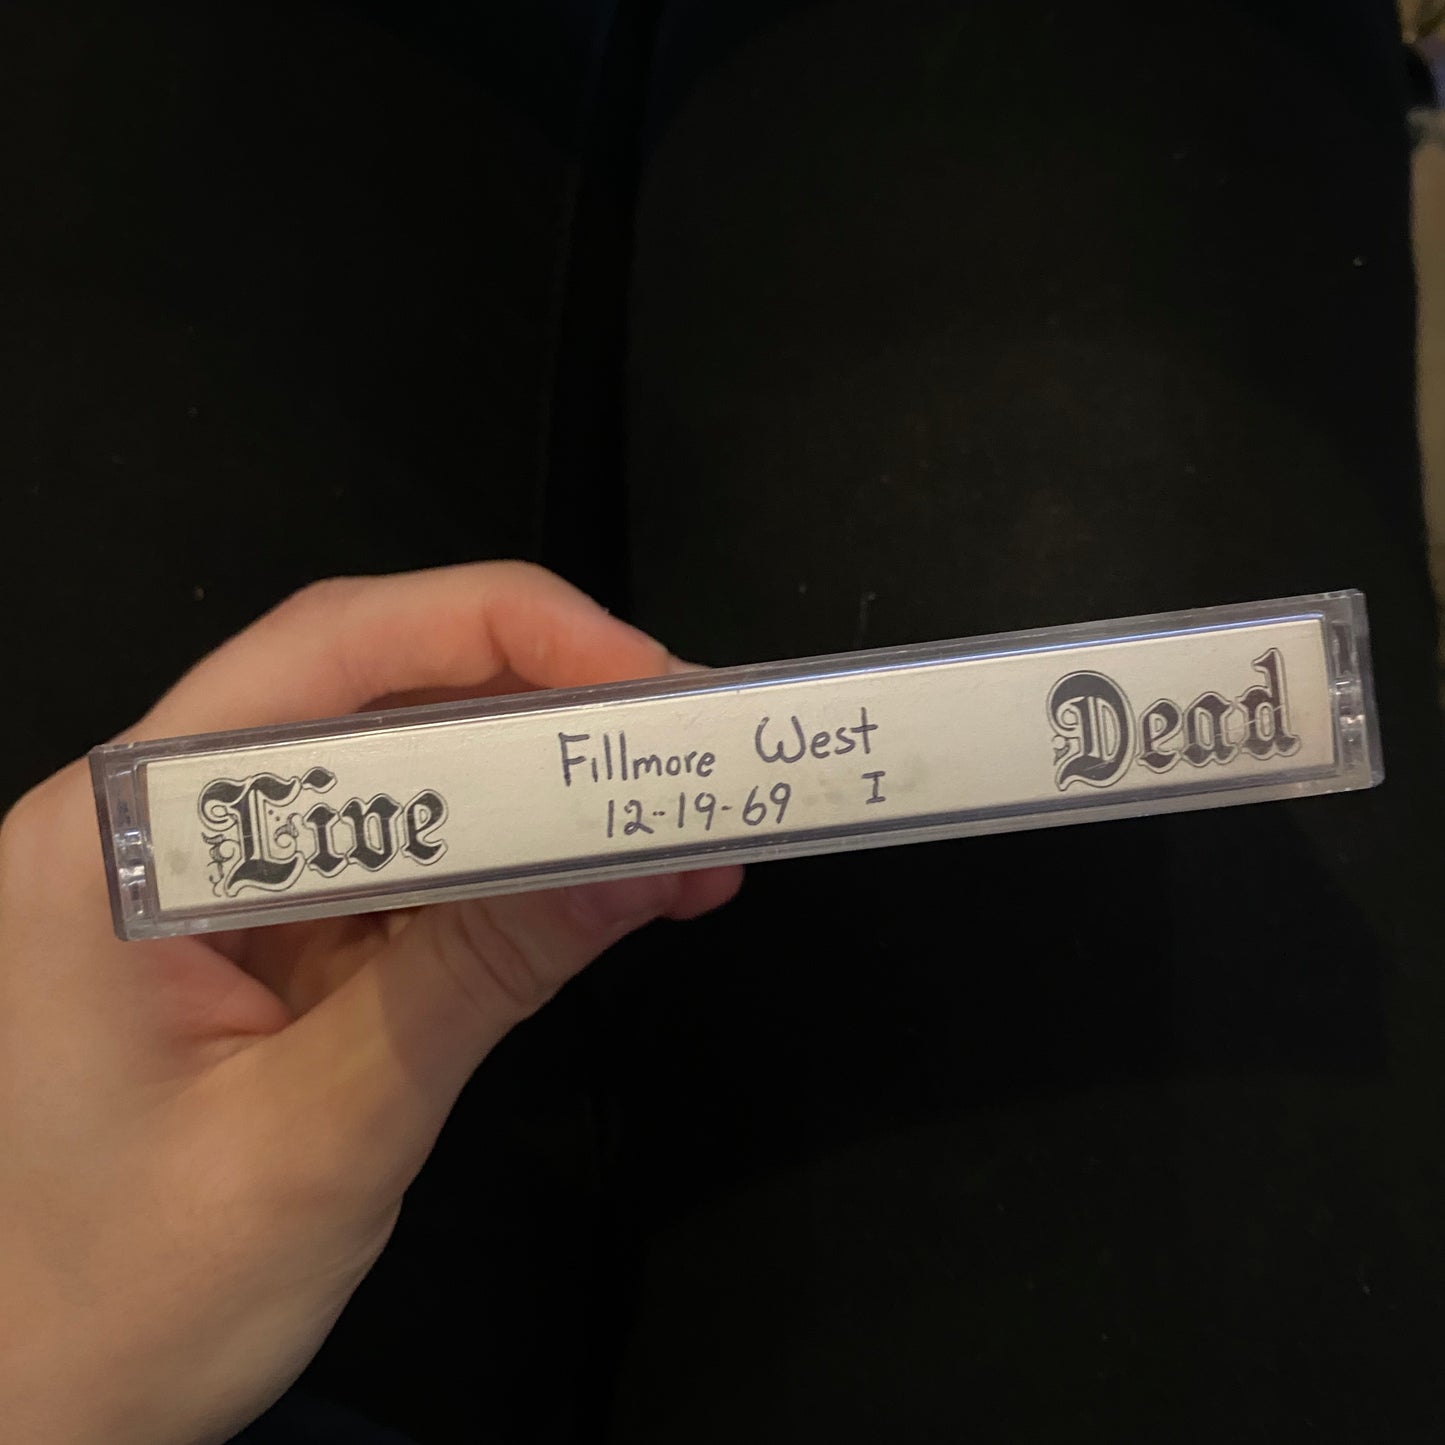 Live
Fillmore West
12-19-69 I
Dead